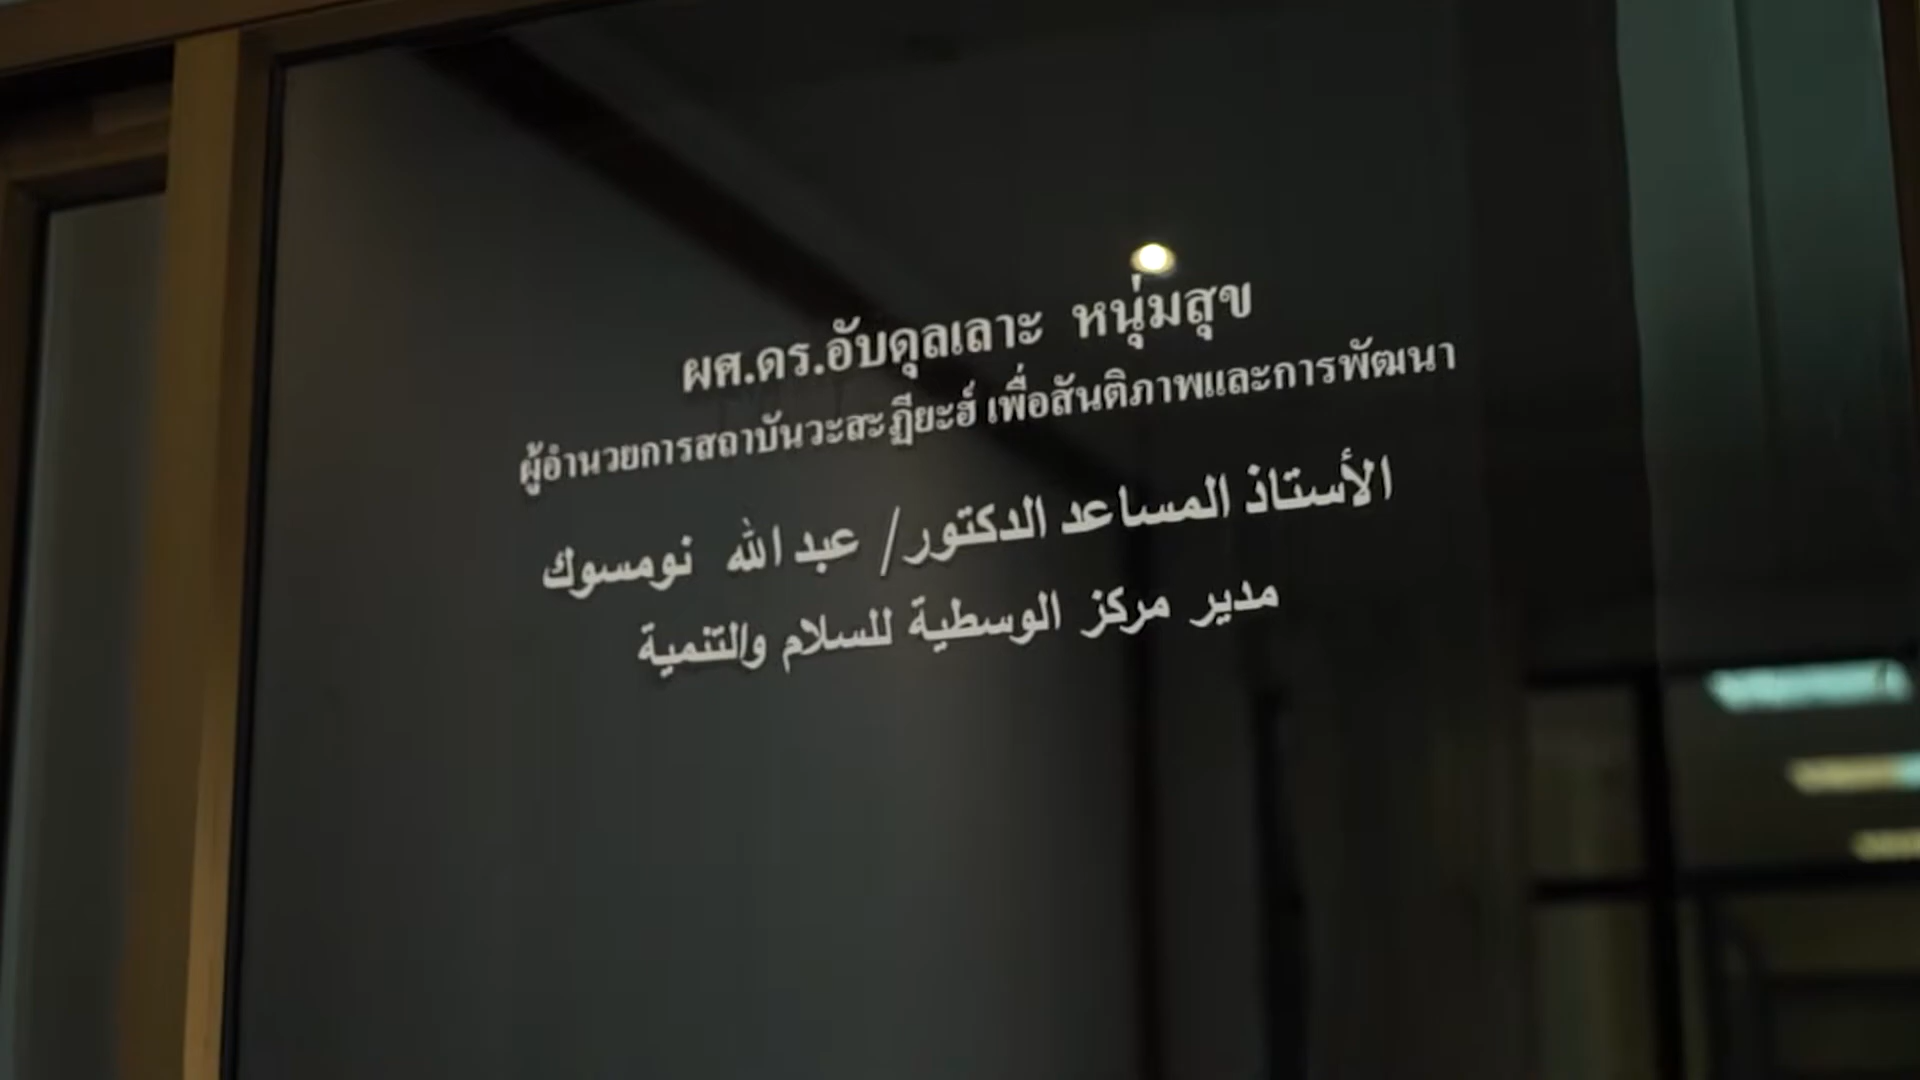 ผศ.ดร.อับดุลเลาะ หนุ่มสุข
ผู้อำนวยการสถาบันวะสะฏียะฮ์ เพื่อสันติภาพและการพัฒนา
الأستاذ المساعد الدكتور/ عبد الله نومسوك
مدير مركز الوسطية للسلام والتنمية